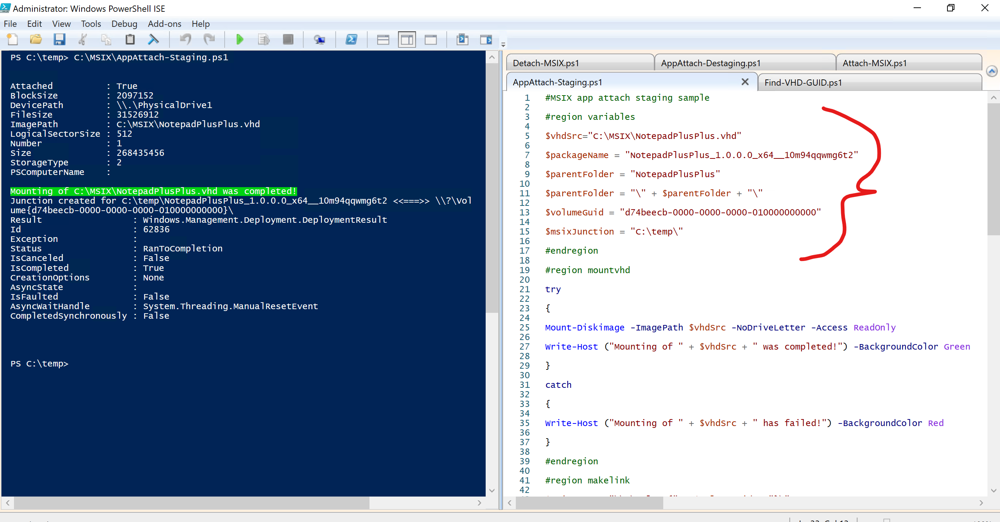 Administrator: Windows PowerShell ISE
File Edit View Tools Debug Add-ons Help
PS C:\temp> C:\MSIX\AppAttach-Staging.ps1
Attached : True
BlockSize : 2097152
DevicePath : \\.\PhysicalDrive1
FileSize : 31526912
ImagePath : C:\MSIX\NotepadPlusPlus.vhd
LogicalSectorSize : 512
Number : 1
Size : 268435456
StorageType : 2
PSComputerName :
Mounting of C:\MSIX\NotepadPlusPlus.vhd was completed!
Junction created for C:\temp\NotepadPlusPlus_1.0.0.0_x64__10m94qqwmg6t2 <<===>> \\?\Vol
ume{d74beecb-0000-0000-0000-010000000000}\
Result : Windows.Management.Deployment.DeploymentResult
Id : 62836
Exception :
Status : RanToCompletion
IsCanceled : False
IsCompleted : True
CreationOptions : None
AsyncState :
IsFaulted : False
AsyncWaitHandle : System.Threading.ManualResetEvent
CompletedSynchronously : False
PS C:\temp>
Detach-MSIX.ps1 AppAttach-Destaging.ps1 Attach-MSIX.ps1
AppAttach-Staging.ps1 Find-VHD-GUID.ps1
1 #MSIX app attach staging sample
2
3 #region variables
4
5 $vhdSrc="C:\MSIX\NotepadPlusPlus.vhd"
6
7 $packageName = "NotepadPlusPlus_1.0.0.0_x64__10m94qqwmg6t2"
8
9 $parentFolder = "NotepadPlusPlus"
10
11 $parentFolder = "\" + $parentFolder + "\"
12
13 $volumeGuid = "d74beecb-0000-0000-0000-010000000000"
14
15 $msixJunction = "C:\temp\"
16
17 #endregion
18
19 #region mountvhd
20
21 try
22
23 {
24
25 Mount-Diskimage -ImagePath $vhdSrc -NoDriveLetter -Access ReadOnly
26
27 Write-Host ("Mounting of " + $vhdSrc + " was completed!") -BackgroundColor Green
28
29 }
30
31 catch
32
33 {
34
35 Write-Host ("Mounting of " + $vhdSrc + " has failed!") -BackgroundColor Red
36
37 }
38
39 #endregion
40
41 #region makelink
42